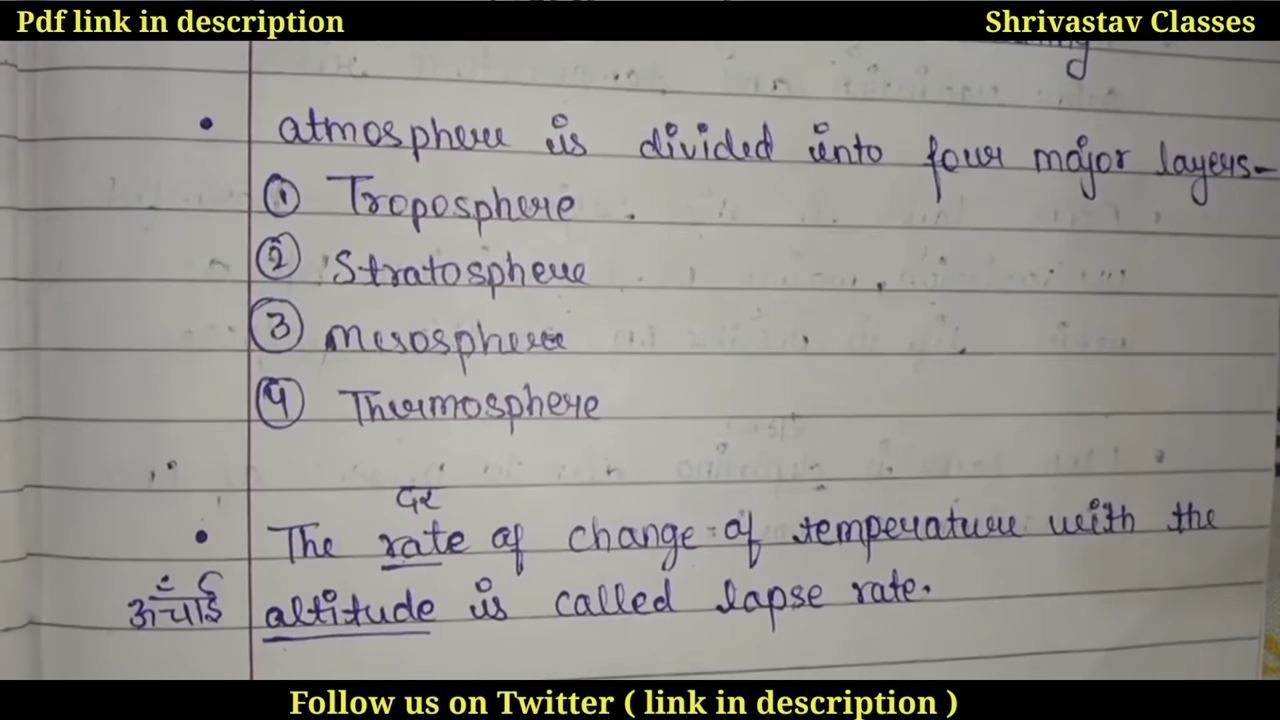 Pdf link in description
Shrivastav Classes
• atmosphere is divided into four major layers-
① Troposphere
② Stratosphere
③ Mesosphere
④ Thermosphere
दर
• The rate of change of temperature with the
ऊँचाई altitude is called lapse rate.
Follow us on Twitter ( link in description )